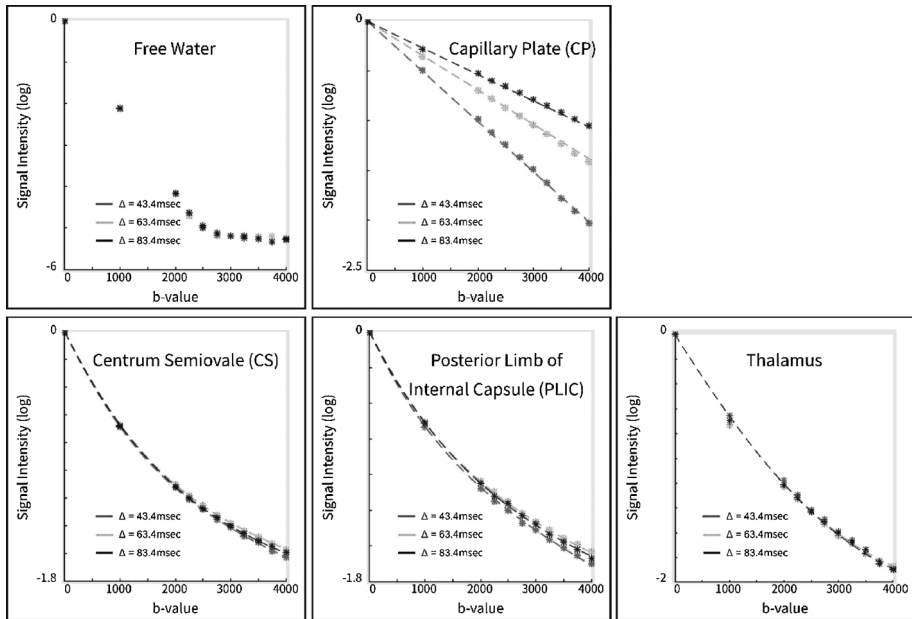 Free Water
0
Signal Intensity (log)
-6
Δ = 43.4msec
Δ = 63.4msec
Δ = 83.4msec
0 1000 2000 3000 4000
b-value
Capillary Plate (CP)
0
Signal Intensity (log)
-2.5
Δ = 43.4msec
Δ = 63.4msec
Δ = 83.4msec
0 1000 2000 3000 4000
b-value
Centrum Semiovale (CS)
0
Signal Intensity (log)
-1.8
Δ = 43.4msec
Δ = 63.4msec
Δ = 83.4msec
0 1000 2000 3000 4000
b-value
Posterior Limb of
Internal Capsule (PLIC)
0
Signal Intensity (log)
-1.8
Δ = 43.4msec
Δ = 63.4msec
Δ = 83.4msec
0 1000 2000 3000 4000
b-value
Thalamus
0
Signal Intensity (log)
-2
Δ = 43.4msec
Δ = 63.4msec
Δ = 83.4msec
0 1000 2000 3000 4000
b-value